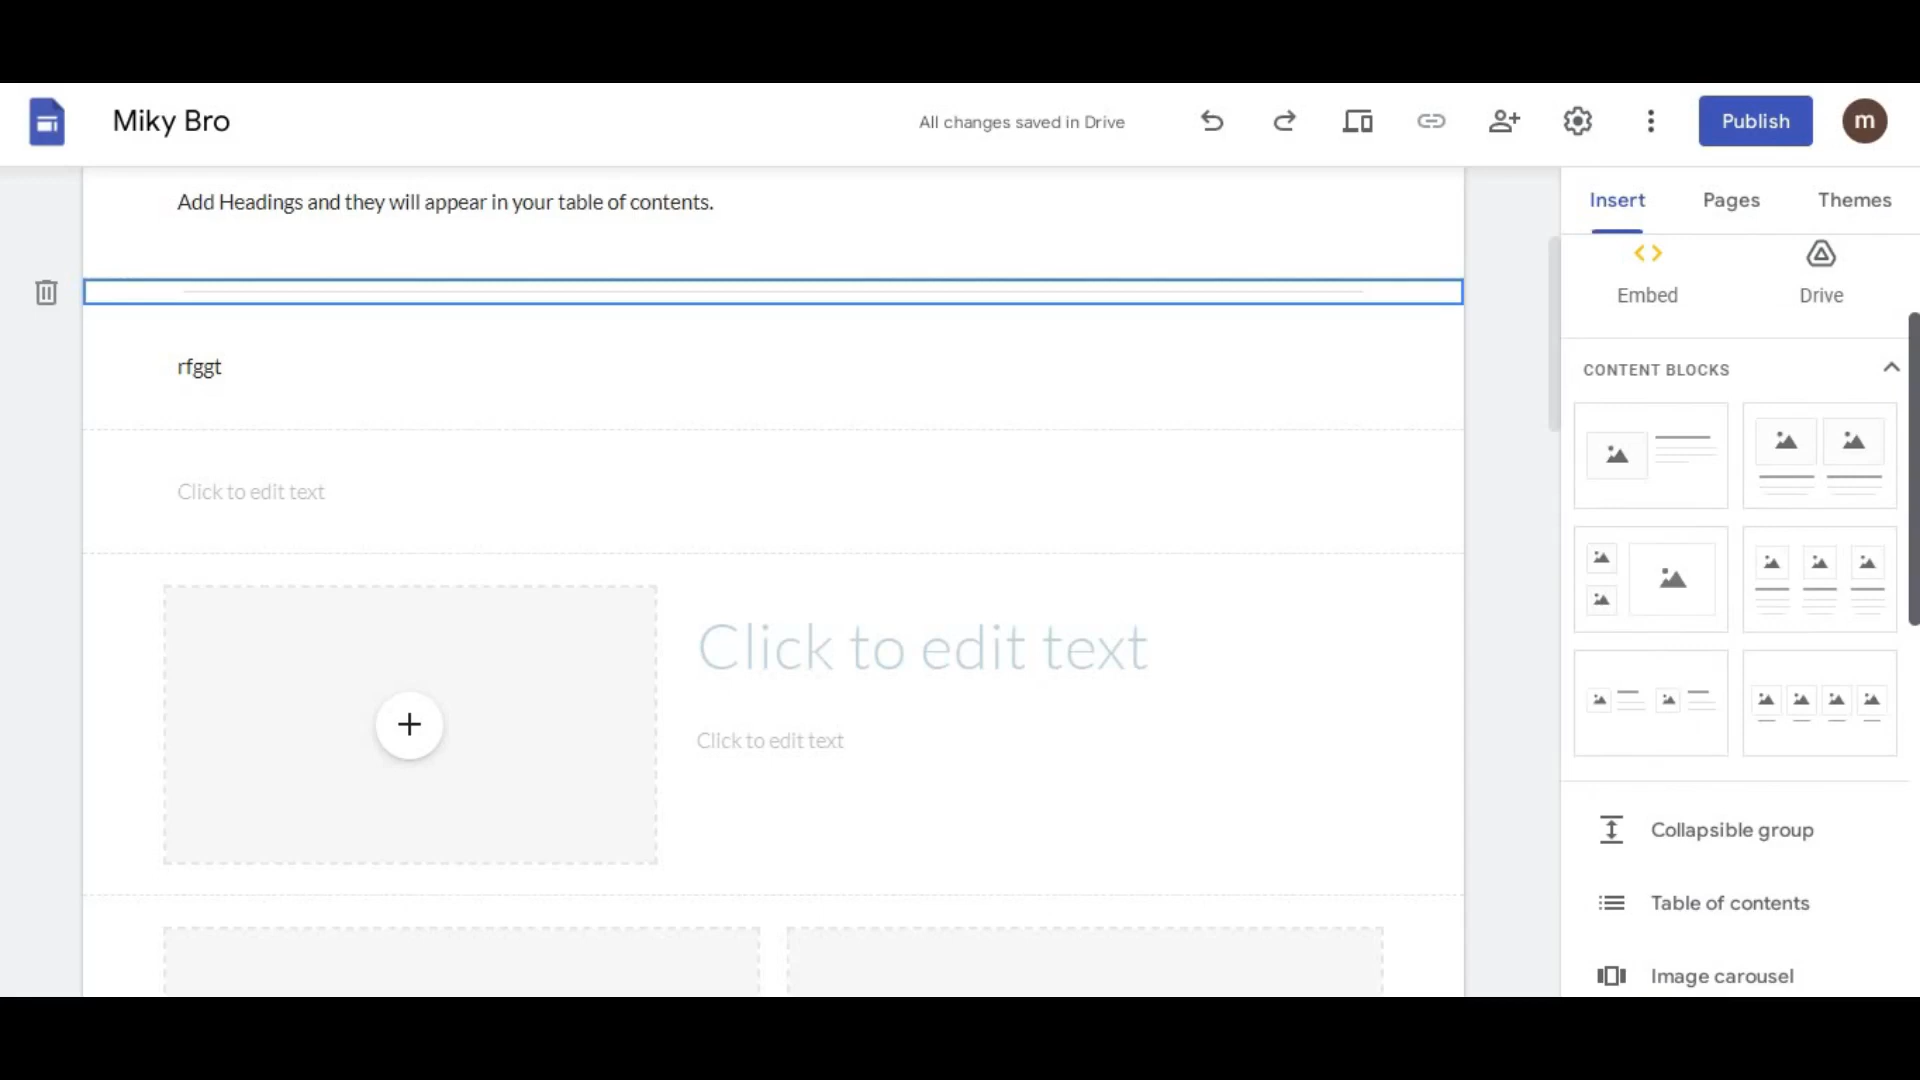 Miky Bro
All changes saved in Drive
Publish
m
Insert
Pages
Themes
Add Headings and they will appear in your table of contents.
Embed
Drive
rfggt
CONTENT BLOCKS
Click to edit text
Click to edit text
Click to edit text
Collapsible group
Table of contents
Image carousel